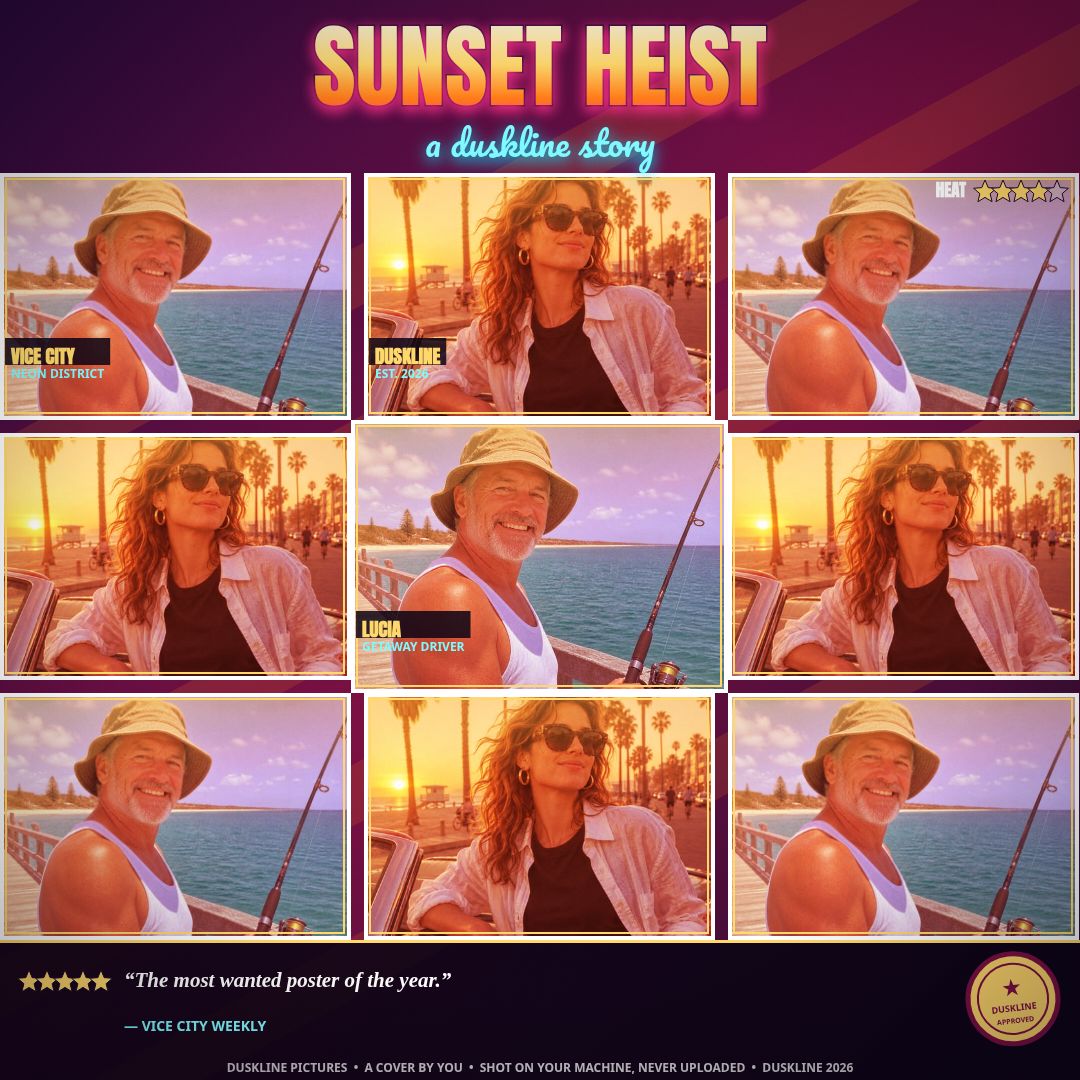 SUNSET HEIST
a duskline story
HEAT
VICE CITY
NEON DISTRICT
DUSKLINE
EST. 2026
LUCIA
GETAWAY DRIVER
“The most wanted poster of the year.”
— VICE CITY WEEKLY
DUSKLINE
APPROVED
DUSKLINE PICTURES • A COVER BY YOU • SHOT ON YOUR MACHINE, NEVER UPLOADED • DUSKLINE 2026